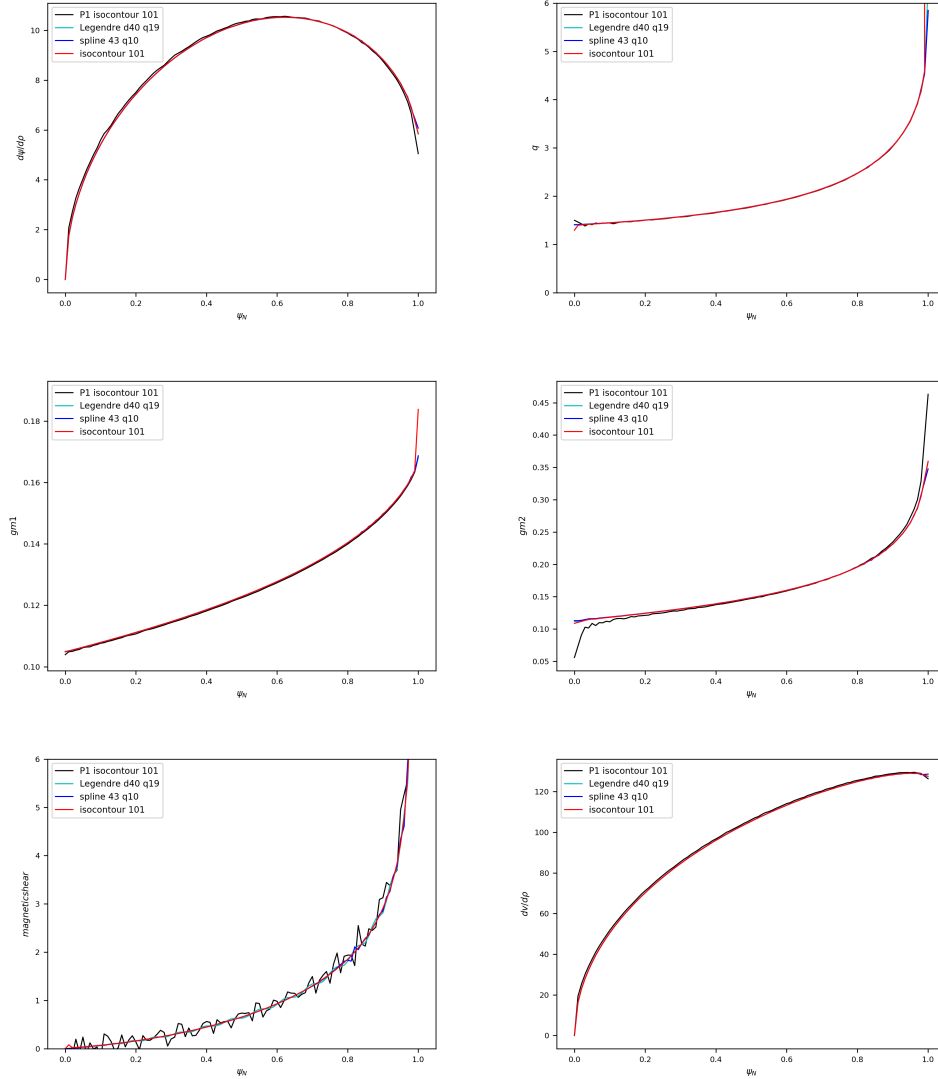 P1 isocontour 101
Legendre d40 q19
spline 43 q10
isocontour 101
dψ/dρ
10
8
6
4
2
0
0.0 0.2 0.4 0.6 0.8 1.0
ψN
P1 isocontour 101
Legendre d40 q19
spline 43 q10
isocontour 101
q
6
5
4
3
2
1
0
0.0 0.2 0.4 0.6 0.8 1.0
ψN
P1 isocontour 101
Legendre d40 q19
spline 43 q10
isocontour 101
gm1
0.18
0.16
0.14
0.12
0.10
0.0 0.2 0.4 0.6 0.8 1.0
ψN
P1 isocontour 101
Legendre d40 q19
spline 43 q10
isocontour 101
gm2
0.45
0.40
0.35
0.30
0.25
0.20
0.15
0.10
0.05
0.0 0.2 0.4 0.6 0.8 1.0
ψN
P1 isocontour 101
Legendre d40 q19
spline 43 q10
isocontour 101
magneticshear
6
5
4
3
2
1
0
0.0 0.2 0.4 0.6 0.8 1.0
ψN
P1 isocontour 101
Legendre d40 q19
spline 43 q10
isocontour 101
dv/dρ
120
100
80
60
40
20
0
0.0 0.2 0.4 0.6 0.8 1.0
ψN